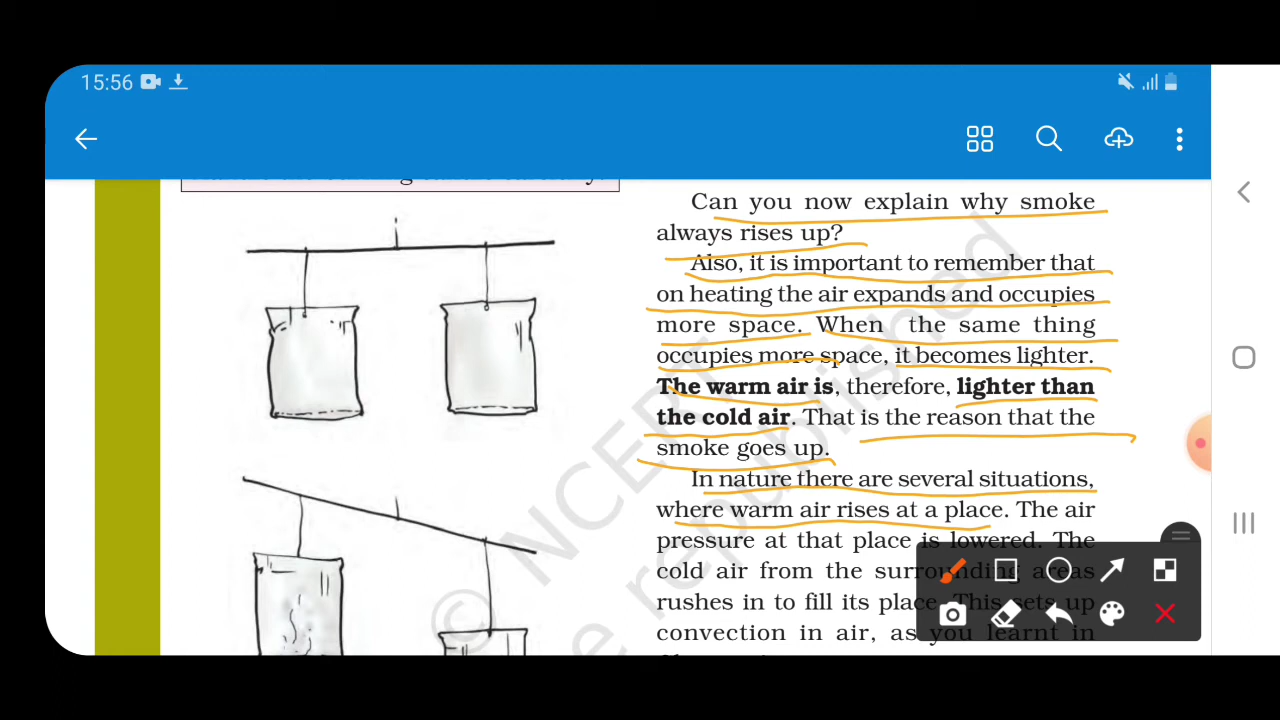 15:56
Can you now explain why smoke
always rises up?
Also, it is important to remember that
on heating the air expands and occupies
more space. When the same thing
occupies more space, it becomes lighter.
The warm air is, therefore, lighter than
the cold air. That is the reason that the
smoke goes up.
In nature there are several situations,
where warm air rises at a place. The air
pressure at that place is lowered. The
cold air from the surrounding areas
rushes in to fill its place. This sets up
convection in air, as you learnt in
© NCERT
republished